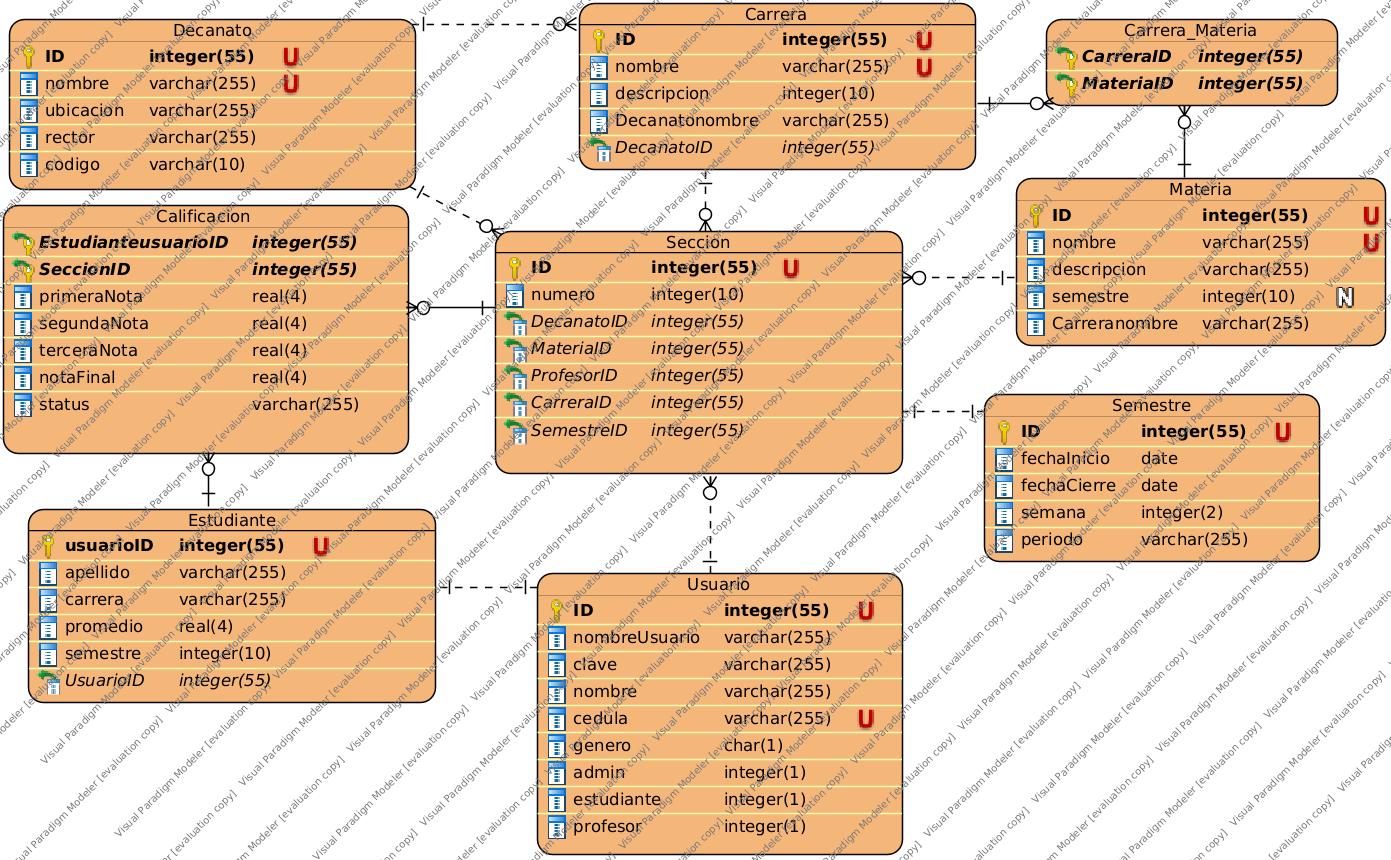 Decanato
ID integer(55) U
nombre varchar(255) U
ubicacion varchar(255)
rector varchar(255)
codigo varchar(10)
Carrera
ID integer(55) U
nombre varchar(255) U
descripcion integer(10)
Decanatonombre varchar(255)
DecanatoID integer(55)
Carrera_Materia
CarreraID integer(55)
MateriaID integer(55)
Calificacion
EstudianteusuarioID integer(55)
SeccionID integer(55)
primeraNota real(4)
segundaNota real(4)
terceraNota real(4)
notaFinal real(4)
status varchar(255)
Seccion
ID integer(55) U
numero integer(10)
DecanatoID integer(55)
MateriaID integer(55)
ProfesorID integer(55)
CarreraID integer(55)
SemestreID integer(55)
Materia
ID integer(55) U
nombre varchar(255) U
descripcion varchar(255)
semestre integer(10) N
Carreranombre varchar(255)
Semestre
ID integer(55) U
fechaInicio date
fechaCierre date
semana integer(2)
periodo varchar(255)
Estudiante
usuarioID integer(55) U
apellido varchar(255)
carrera varchar(255)
promedio real(4)
semestre integer(10)
UsuarioID integer(55)
Usuario
ID integer(55) U
nombreUsuario varchar(255)
clave varchar(255)
nombre varchar(255)
cedula varchar(255) U
genero char(1)
admin integer(1)
estudiante integer(1)
profesor integer(1)
Visual Paradigm Modeler [evaluation copy]